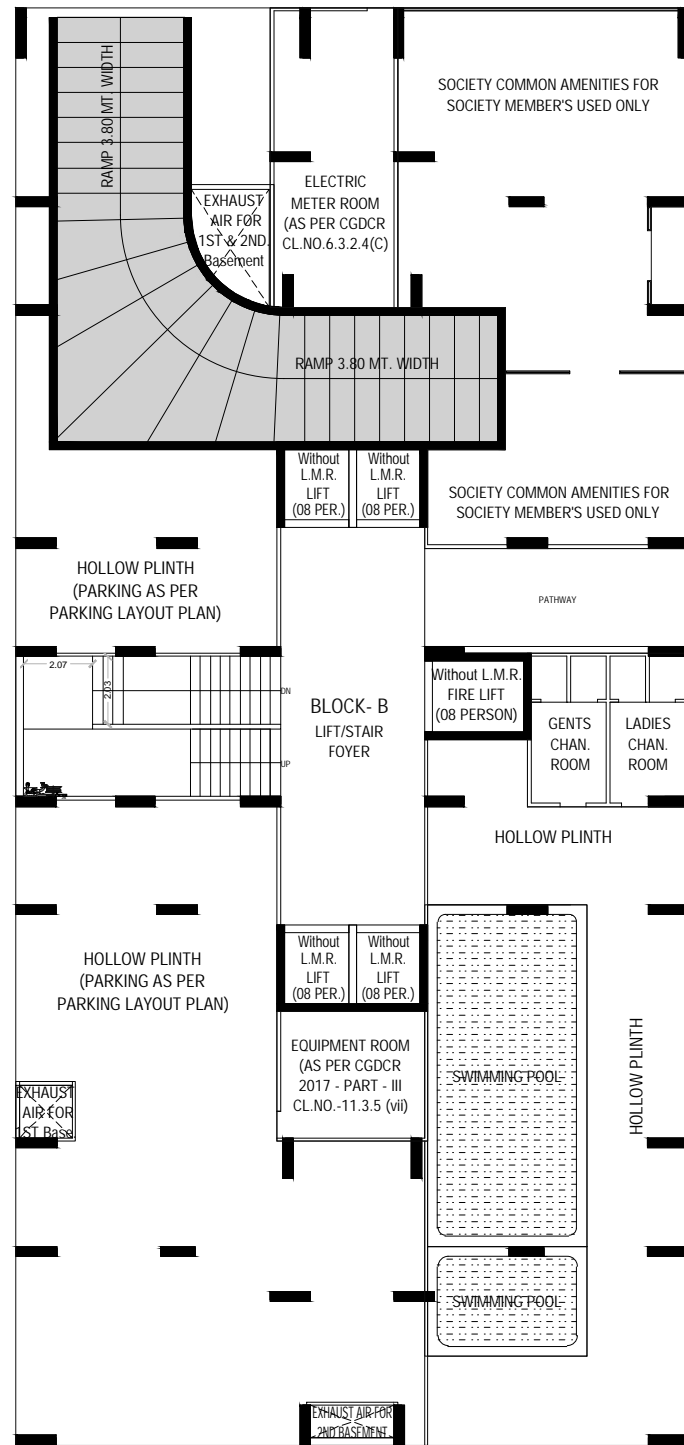 RAMP 3.80 MT. WIDTH
SOCIETY COMMON AMENITIES FOR
SOCIETY MEMBER'S USED ONLY
ELECTRIC
METER ROOM
(AS PER CGDCR
CL.NO.6.3.2.4(C)
EXHAUST
AIR FOR
1ST & 2ND.
Basement
RAMP 3.80 MT. WIDTH
Without
L.M.R.
LIFT
(08 PER.)
Without
L.M.R.
LIFT
(08 PER.)
SOCIETY COMMON AMENITIES FOR
SOCIETY MEMBER'S USED ONLY
HOLLOW PLINTH
(PARKING AS PER
PARKING LAYOUT PLAN)
PATHWAY
2.07
2.03
DN
UP
BLOCK- B
LIFT/STAIR
FOYER
Without L.M.R.
FIRE LIFT
(08 PERSON)
GENTS
CHAN.
ROOM
LADIES
CHAN.
ROOM
HOLLOW PLINTH
HOLLOW PLINTH
(PARKING AS PER
PARKING LAYOUT PLAN)
Without
L.M.R.
LIFT
(08 PER.)
Without
L.M.R.
LIFT
(08 PER.)
EQUIPMENT ROOM
(AS PER CGDCR
2017 - PART - III
CL.NO.-11.3.5 (vii)
SWIMMING POOL
HOLLOW PLINTH
EXHAUST
AIR FOR
1ST Base
SWIMMING POOL
EXHAUST AIR FOR
2ND BASEMENT